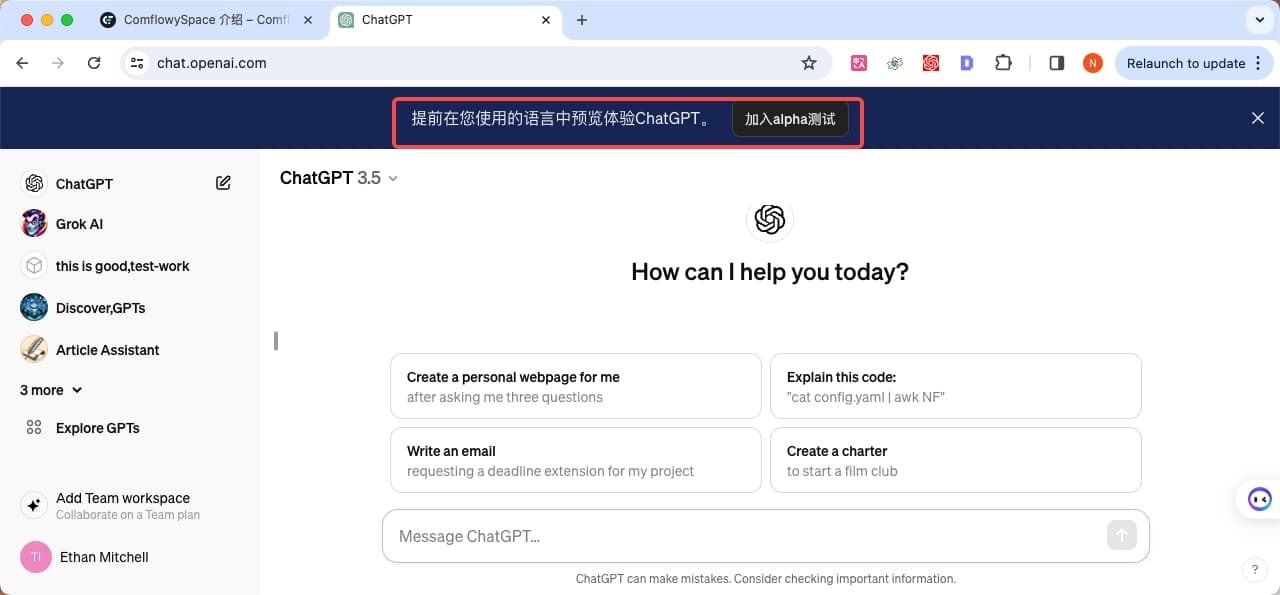 ComflowySpace 介绍 – Comfl
ChatGPT
chat.openai.com
N
Relaunch to update
提前在您使用的语言中预览体验ChatGPT。
加入alpha测试
ChatGPT
Grok AI
this is good,test-work
Discover,GPTs
Article Assistant
3 more
Explore GPTs
Add Team workspace
Collaborate on a Team plan
TI
Ethan Mitchell
ChatGPT 3.5
How can I help you today?
Create a personal webpage for me
after asking me three questions
Explain this code:
"cat config.yaml | awk NF"
Write an email
requesting a deadline extension for my project
Create a charter
to start a film club
Message ChatGPT…
ChatGPT can make mistakes. Consider checking important information.
?